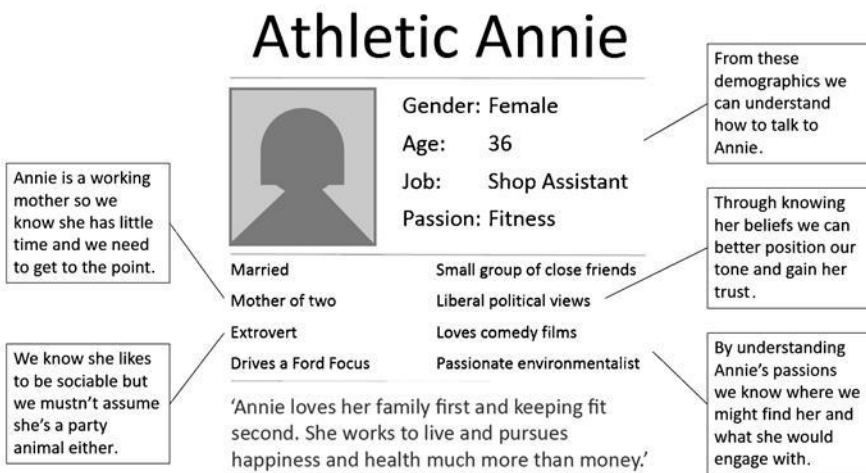 Athletic Annie
Gender: Female
Age: 36
Job: Shop Assistant
Passion: Fitness
Married
Mother of two
Extrovert
Drives a Ford Focus
Small group of close friends
Liberal political views
Loves comedy films
Passionate environmentalist
‘Annie loves her family first and keeping fit
second. She works to live and pursues
happiness and health much more than money.’
Annie is a working
mother so we
know she has little
time and we need
to get to the point.
We know she likes
to be sociable but
we mustn’t assume
she’s a party
animal either.
From these
demographics we
can understand
how to talk to
Annie.
Through knowing
her beliefs we can
better position our
tone and gain her
trust.
By understanding
Annie’s passions
we know where we
might find her and
what she would
engage with.